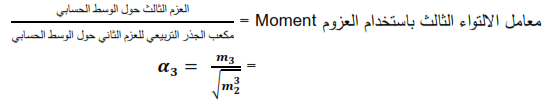 معامل الالتواء الثالث باستخدام العزوم Moment = العزم الثالث حول الوسط الحسابي / مكعب الجذر التربيعي للعزم الثاني حول الوسط الحسابي
α₃ = m₃ / √m₂³ =